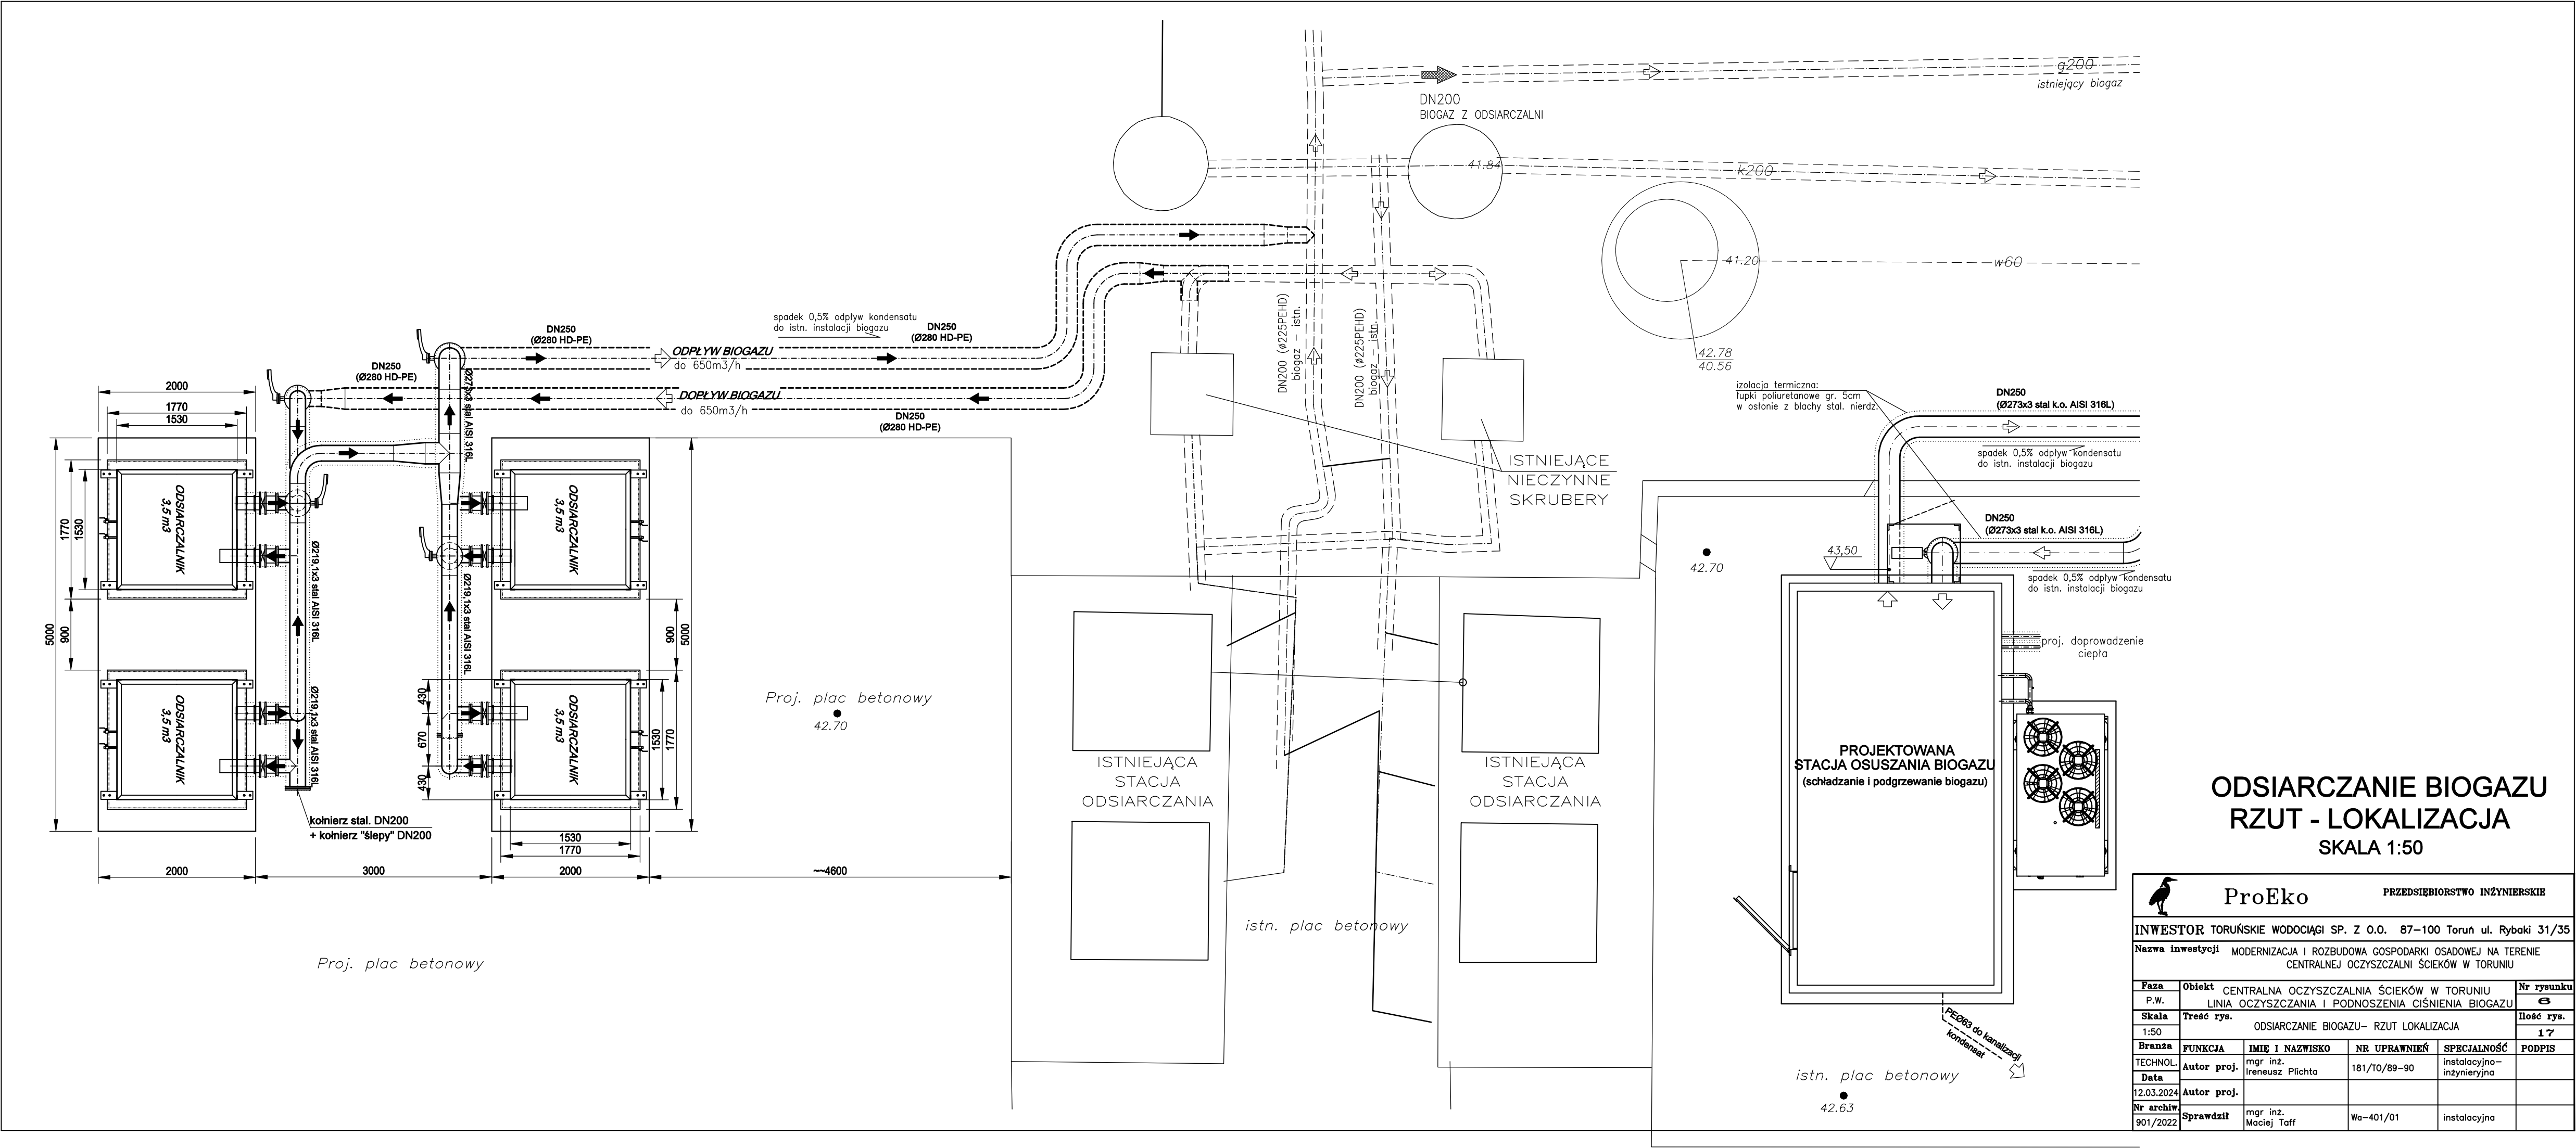 g200
istniejący biogaz
DN200
BIOGAZ Z ODSIARCZALNI
41.84
k200
41.20
w60
42.78
40.56
spadek 0,5% odpływ kondensatu
do istn. instalacji biogazu
DN250
(Ø280 HD-PE)
DN250
(Ø280 HD-PE)
ODPŁYW BIOGAZU
do 650m3/h
DN250
(Ø280 HD-PE)
DOPŁYW BIOGAZU
do 650m3/h
DN250
(Ø280 HD-PE)
DN200 (ø225PEHD)
biogaz - istn.
DN200 (ø225PEHD)
biogaz - istn.
izolacja termiczna:
łupki poliuretanowe gr. 5cm
w osłonie z blachy stal. nierdz.
DN250
(Ø273x3 stal k.o. AISI 316L)
spadek 0,5% odpływ kondensatu
do istn. instalacji biogazu
DN250
(Ø273x3 stal k.o. AISI 316L)
spadek 0,5% odpływ kondensatu
do istn. instalacji biogazu
43,50
42.70
proj. doprowadzenie
ciepła
ISTNIEJĄCE
NIECZYNNE
SKRUBERY
2000
1770
1530
5000
1770
1530
900
ODSIARCZALNIK
3,5 m3
ODSIARCZALNIK
3,5 m3
ODSIARCZALNIK
3,5 m3
ODSIARCZALNIK
3,5 m3
Ø273x3 stal AISI 316L
Ø219,1x3 stal AISI 316L
Ø219,1x3 stal AISI 316L
Ø219,1x3 stal AISI 316L
430
670
430
900
5000
1530
1770
kołnierz stal. DN200
+ kołnierz "ślepy" DN200
1530
1770
2000
3000
2000
~~4600
Proj. plac betonowy
42.70
Proj. plac betonowy
ISTNIEJĄCA
STACJA
ODSIARCZANIA
ISTNIEJĄCA
STACJA
ODSIARCZANIA
istn. plac betonowy
PROJEKTOWANA
STACJA OSUSZANIA BIOGAZU
(schładzanie i podgrzewanie biogazu)
PEØ63 do kanalizacji
kondensat
istn. plac betonowy
42.63
ODSIARCZANIE BIOGAZU
RZUT - LOKALIZACJA
SKALA 1:50
ProEko PRZEDSIĘBIORSTWO INŻYNIERSKIE
INWESTOR TORUŃSKIE WODOCIĄGI SP. Z O.O. 87-100 Toruń ul. Rybaki 31/35
Nazwa inwestycji MODERNIZACJA I ROZBUDOWA GOSPODARKI OSADOWEJ NA TERENIE
CENTRALNEJ OCZYSZCZALNI ŚCIEKÓW W TORUNIU
Faza Obiekt CENTRALNA OCZYSZCZALNIA ŚCIEKÓW W TORUNIU Nr rysunku
P.W. LINIA OCZYSZCZANIA I PODNOSZENIA CIŚNIENIA BIOGAZU 6
Skala Treść rys. Ilość rys.
1:50 ODSIARCZANIE BIOGAZU- RZUT LOKALIZACJA 17
Branża FUNKCJA IMIĘ I NAZWISKO NR UPRAWNIEŃ SPECJALNOŚĆ PODPIS
TECHNOL. Autor proj. mgr inż. Ireneusz Plichta 181/TO/89-90 instalacyjno-inżynieryjna
Data
12.03.2024 Autor proj.
Nr archiw. Sprawdził mgr inż. Maciej Taff Wa-401/01 instalacyjna
901/2022